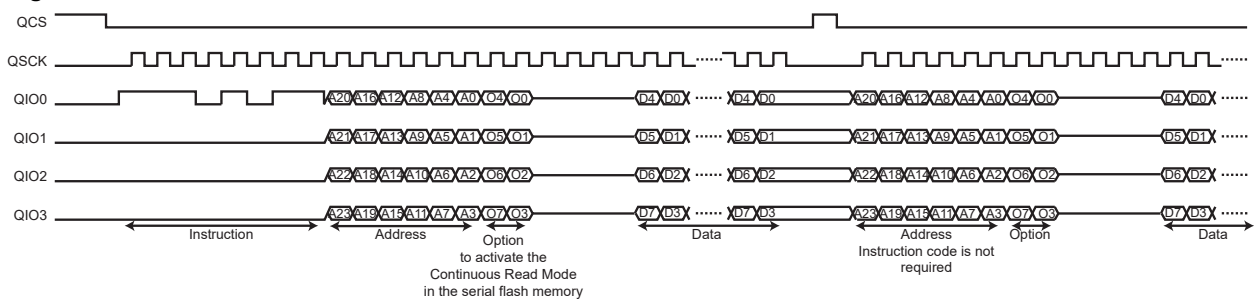 QCS
QSCK ...... ......
QIO0 A20 A16 A12 A8 A4 A0 O4 O0 D4 D0 ...... D4 D0 A20 A16 A12 A8 A4 A0 O4 O0 D4 D0 ......
QIO1 A21 A17 A13 A9 A5 A1 O5 O1 D5 D1 ...... D5 D1 A21 A17 A13 A9 A5 A1 O5 O1 D5 D1 ......
QIO2 A22 A18 A14 A10 A6 A2 O6 O2 D6 D2 ...... D6 D2 A22 A18 A14 A10 A6 A2 O6 O2 D6 D2 ......
QIO3 A23 A19 A15 A11 A7 A3 O7 O3 D7 D3 ...... D7 D3 A23 A19 A15 A11 A7 A3 O7 O3 D7 D3 ......
Instruction Address Option Data Address Option Data
to activate the
Continuous Read Mode
in the serial flash memory
Instruction code is not
required